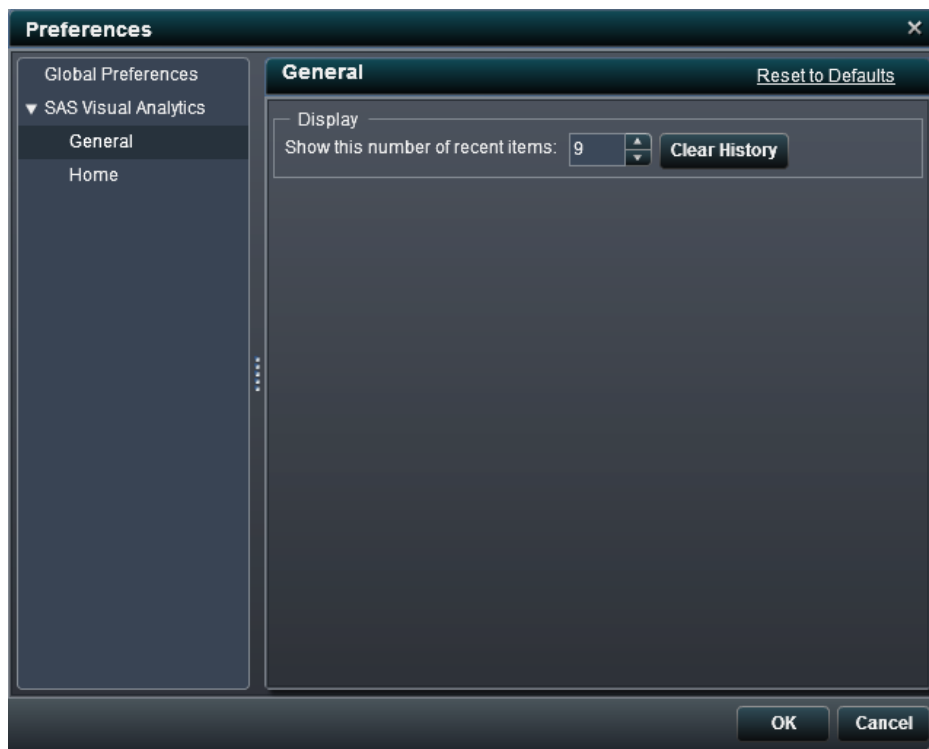 Preferences
Global Preferences
SAS Visual Analytics
General
Home
General
Reset to Defaults
Display
Show this number of recent items: 9 Clear History
OK Cancel